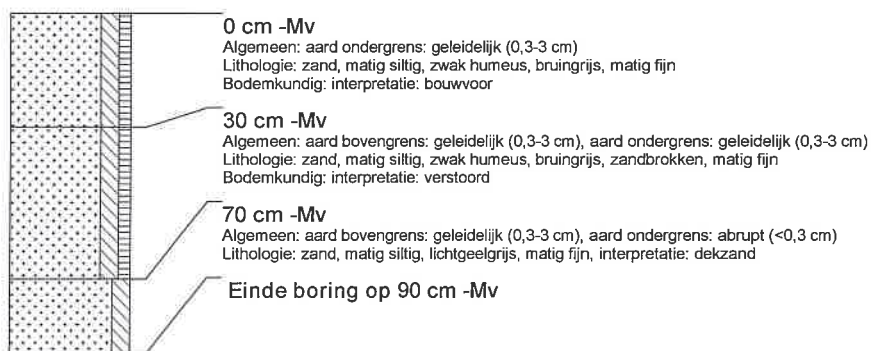 0 cm -Mv
Algemeen: aard ondergrens: geleidelijk (0,3-3 cm)
Lithologie: zand, matig siltig, zwak humeus, bruingrijs, matig fijn
Bodemkundig: interpretatie: bouwvoor
30 cm -Mv
Algemeen: aard bovengrens: geleidelijk (0,3-3 cm), aard ondergrens: geleidelijk (0,3-3 cm)
Lithologie: zand, matig siltig, zwak humeus, bruingrijs, zandbrokken, matig fijn
Bodemkundig: interpretatie: verstoord
70 cm -Mv
Algemeen: aard bovengrens: geleidelijk (0,3-3 cm), aard ondergrens: abrupt (<0,3 cm)
Lithologie: zand, matig siltig, lichtgeelgrijs, matig fijn, interpretatie: dekzand
Einde boring op 90 cm -Mv